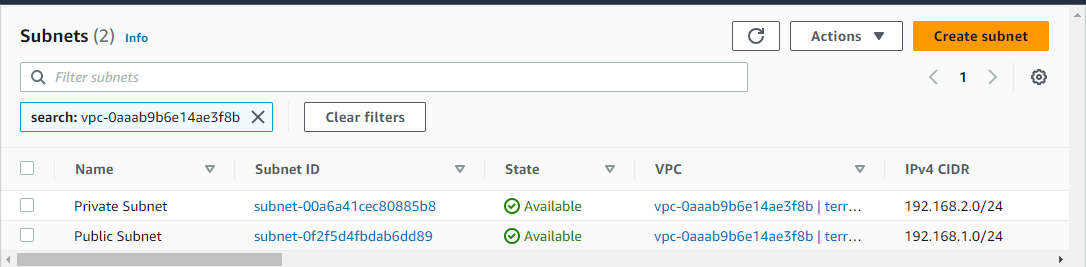 Subnets (2) Info
Actions
Create subnet
Filter subnets
1
search: vpc-0aaab9b6e14ae3f8b
Clear filters
Name Subnet ID State VPC IPv4 CIDR
Private Subnet subnet-00a6a41cec80885b8 Available vpc-0aaab9b6e14ae3f8b | terr… 192.168.2.0/24
Public Subnet subnet-0f2f5d4fbdab6dd89 Available vpc-0aaab9b6e14ae3f8b | terr… 192.168.1.0/24